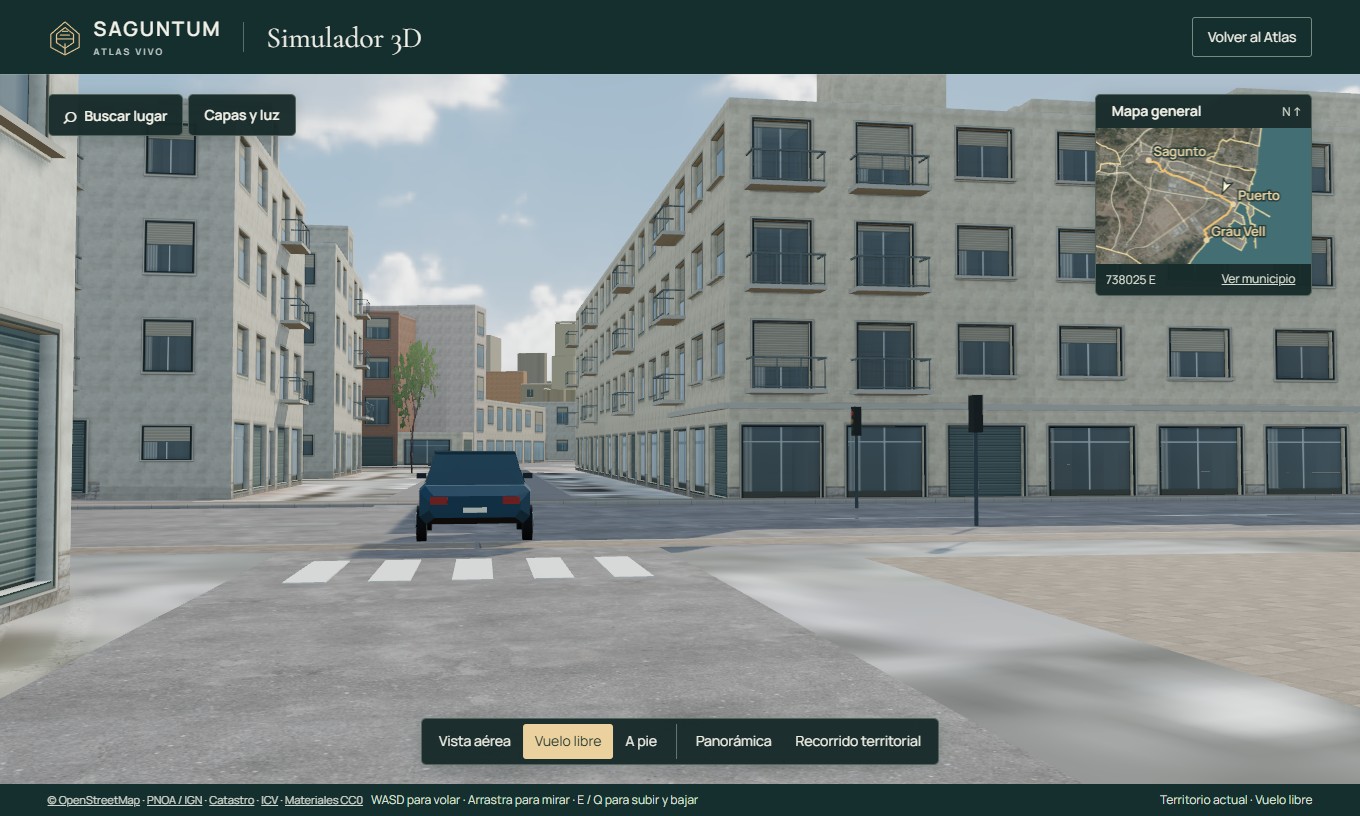 SAGUNTUM
ATLAS VIVO
Simulador 3D
Volver al Atlas
Buscar lugar
Capas y luz
Mapa general
N ↑
Sagunto
Puerto
Grau Vell
738025 E
Ver municipio
Vista aérea
Vuelo libre
A pie
Panorámica
Recorrido territorial
© OpenStreetMap · PNOA / IGN · Catastro · ICV · Materiales CC0 WASD para volar · Arrastra para mirar · E / Q para subir y bajar
Territorio actual · Vuelo libre